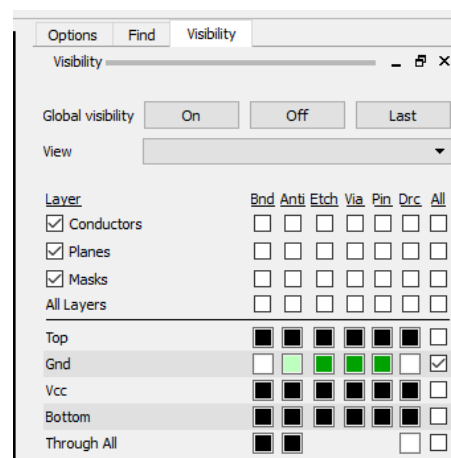 Options Find Visibility
Visibility
Global visibility On Off Last
View
Layer Bnd Anti Etch Via Pin Drc All
Conductors
Planes
Masks
All Layers
Top
Gnd
Vcc
Bottom
Through All